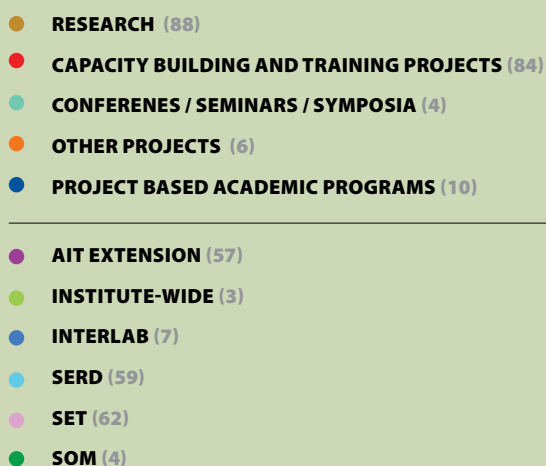 RESEARCH (88)
CAPACITY BUILDING AND TRAINING PROJECTS (84)
CONFERENES / SEMINARS / SYMPOSIA (4)
OTHER PROJECTS (6)
PROJECT BASED ACADEMIC PROGRAMS (10)
AIT EXTENSION (57)
INSTITUTE-WIDE (3)
INTERLAB (7)
SERD (59)
SET (62)
SOM (4)